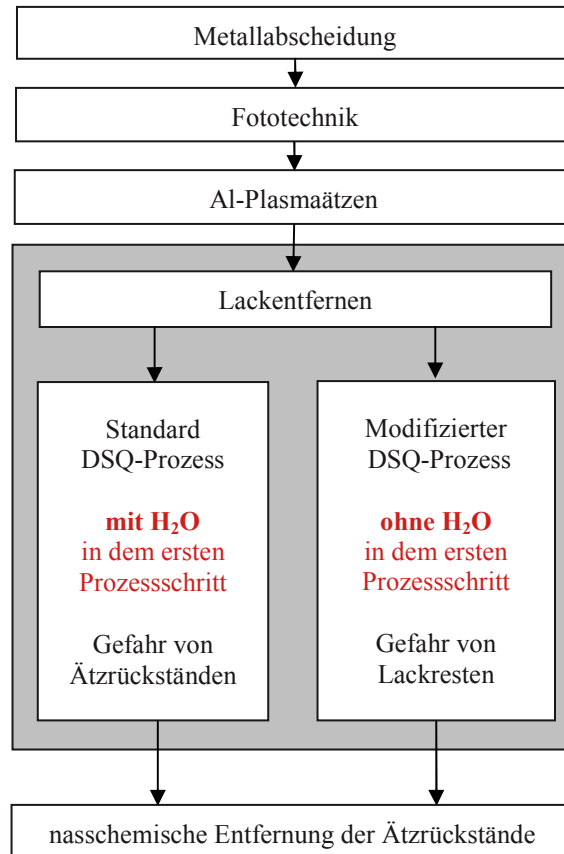 Metallabscheidung
Fototechnik
Al-Plasmaätzen
Lackentfernen
Standard
DSQ-Prozess
mit H₂O
in dem ersten
Prozessschritt
Gefahr von
Ätzrückständen
Modifizierter
DSQ-Prozess
ohne H₂O
in dem ersten
Prozessschritt
Gefahr von
Lackresten
nasschemische Entfernung der Ätzrückstände